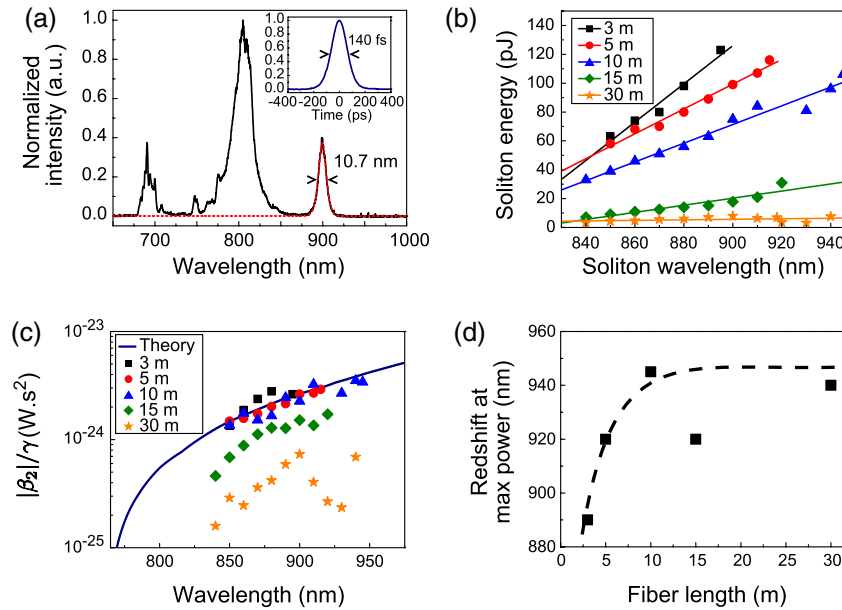 (a)
Normalized
intensity (a.u.)
1.0
0.8
0.6
0.4
0.2
0.0
700
800
900
1000
Wavelength (nm)
10.7 nm
1.0
0.8
0.6
0.4
0.2
0.0
140 fs
-400
-200
0
200
400
Time (ps)
(b)
Soliton energy (pJ)
140
120
100
80
60
40
20
0
840
860
880
900
920
940
Soliton wavelength (nm)
3 m
5 m
10 m
15 m
30 m
(c)
|β₂|/γ (W.s²)
10⁻²³
10⁻²⁴
10⁻²⁵
800
850
900
950
Wavelength (nm)
Theory
3 m
5 m
10 m
15 m
30 m
(d)
Redshift at
max power (nm)
960
940
920
900
880
0
5
10
15
20
25
30
Fiber length (m)